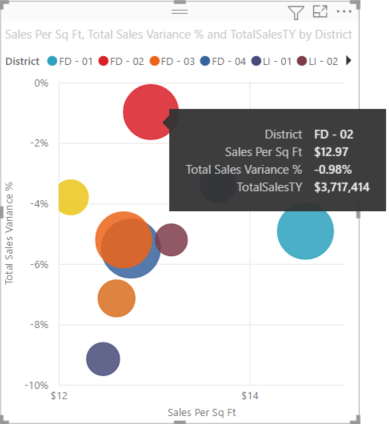 Sales Per Sq Ft, Total Sales Variance % and TotalSalesTY by District
District FD - 01 FD - 02 FD - 03 FD - 04 LI - 01 LI - 02
0%
-2%
-4%
-6%
-8%
-10%
Total Sales Variance %
District FD - 02
Sales Per Sq Ft $12.97
Total Sales Variance % -0.98%
TotalSalesTY $3,717,414
$12 $14
Sales Per Sq Ft